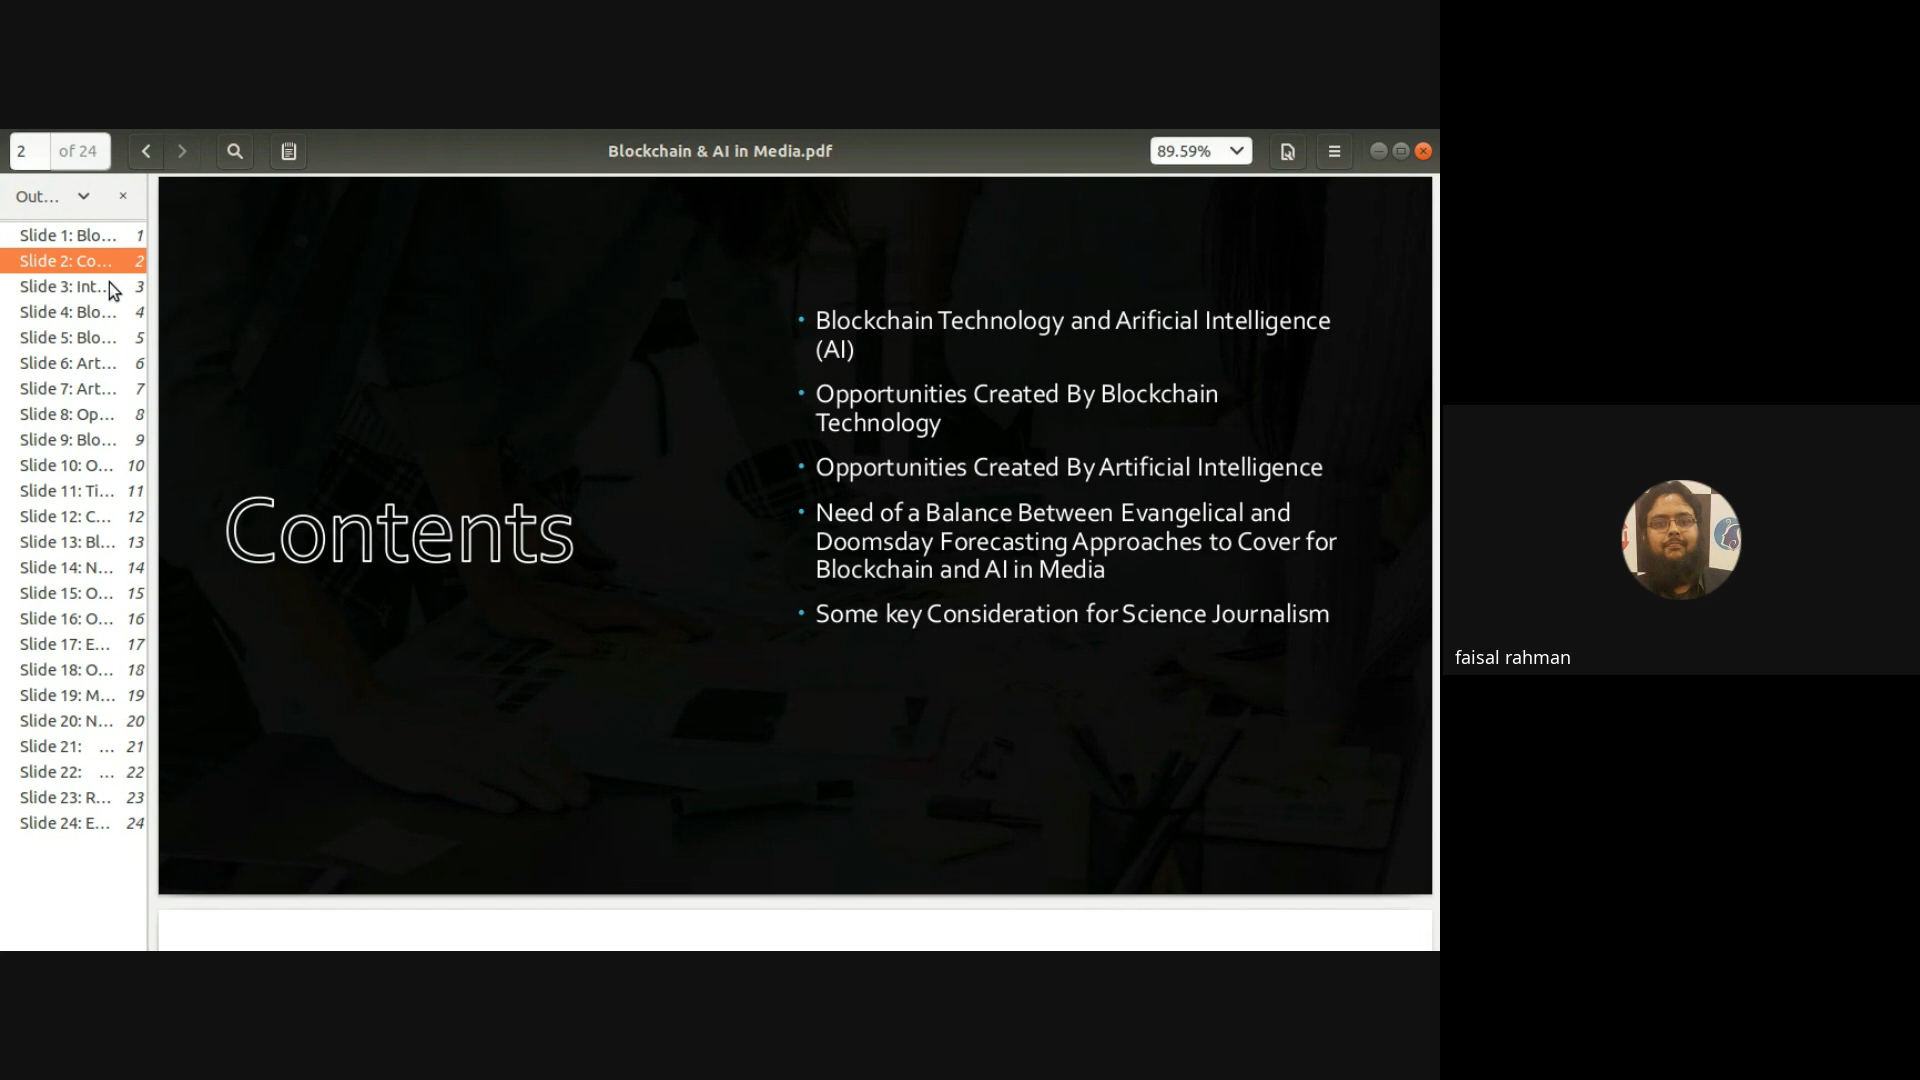 2 of 24
Blockchain & AI in Media.pdf
89.59%
Out...
Slide 1: Blo... 1
Slide 2: Co... 2
Slide 3: Int... 3
Slide 4: Blo... 4
Slide 5: Blo... 5
Slide 6: Art... 6
Slide 7: Art... 7
Slide 8: Op... 8
Slide 9: Blo... 9
Slide 10: O... 10
Slide 11: Ti... 11
Slide 12: C... 12
Slide 13: Bl... 13
Slide 14: N... 14
Slide 15: O... 15
Slide 16: O... 16
Slide 17: E... 17
Slide 18: O... 18
Slide 19: M... 19
Slide 20: N... 20
Slide 21: ... 21
Slide 22: ... 22
Slide 23: R... 23
Slide 24: E... 24
Contents
• Blockchain Technology and Arificial Intelligence
(AI)
• Opportunities Created By Blockchain
Technology
• Opportunities Created By Artificial Intelligence
• Need of a Balance Between Evangelical and
Doomsday Forecasting Approaches to Cover for
Blockchain and AI in Media
• Some key Consideration for Science Journalism
faisal rahman